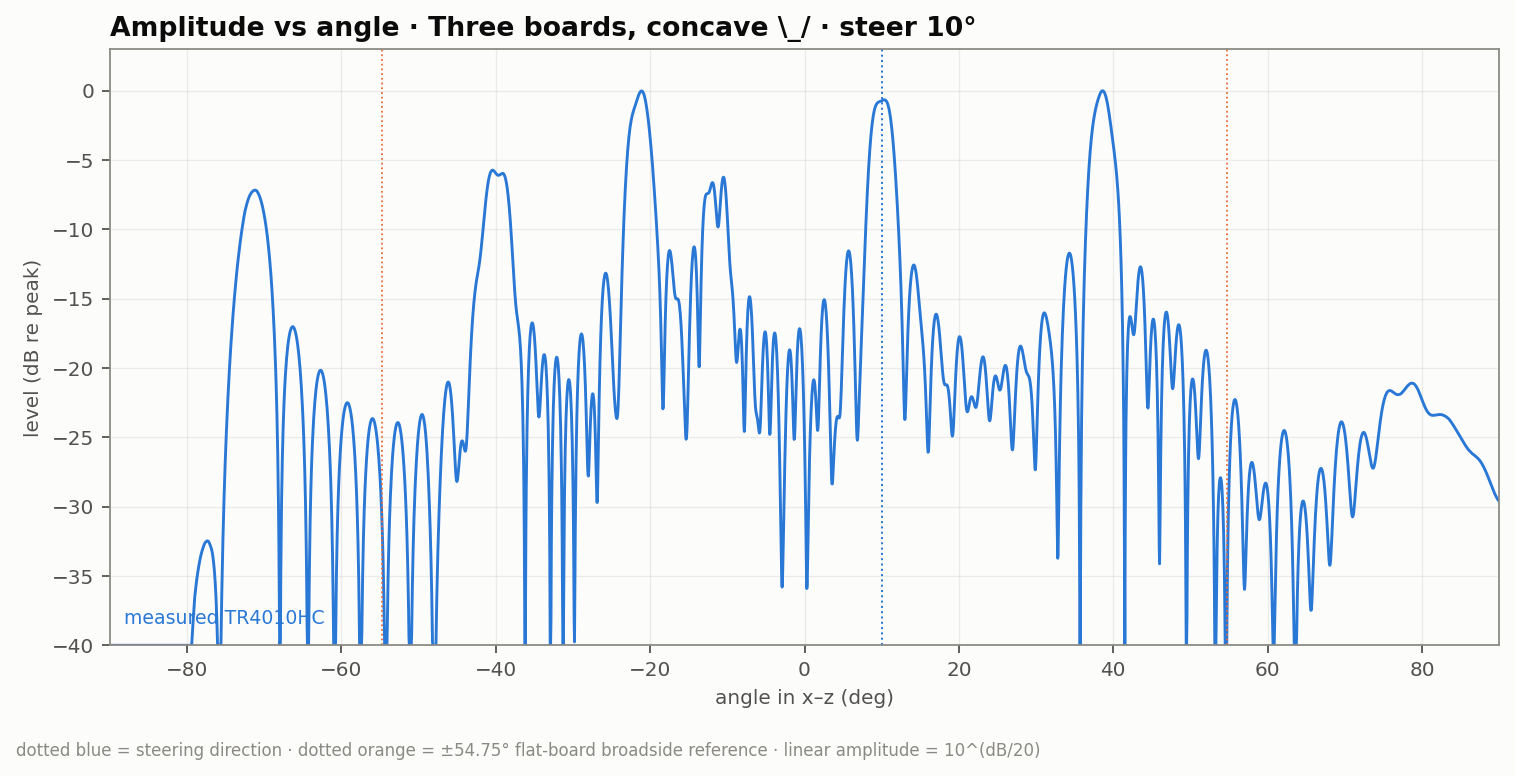 Amplitude vs angle · Three boards, concave \_/ · steer 10°
level (dB re peak)
0
−5
−10
−15
−20
−25
−30
−35
−40
measured TR4010HC
−80 −60 −40 −20 0 20 40 60 80
angle in x–z (deg)
dotted blue = steering direction · dotted orange = ±54.75° flat-board broadside reference · linear amplitude = 10^(dB/20)